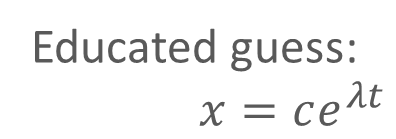 Educated guess:
x = ce^{λt}